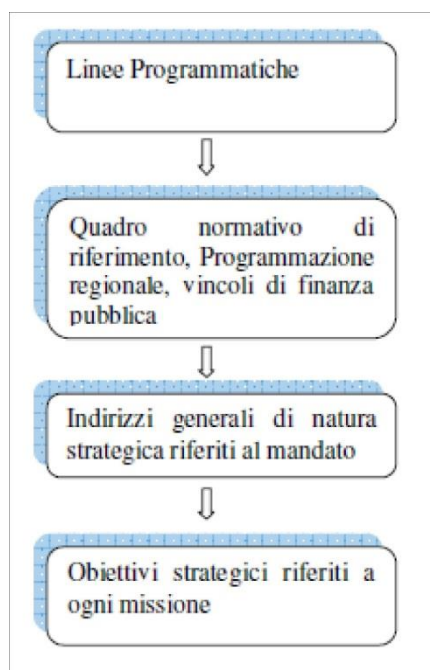 Linee Programmatiche
Quadro normativo di
riferimento, Programmazione
regionale, vincoli di finanza
pubblica
Indirizzi generali di natura
strategica riferiti al mandato
Obiettivi strategici riferiti a
ogni missione